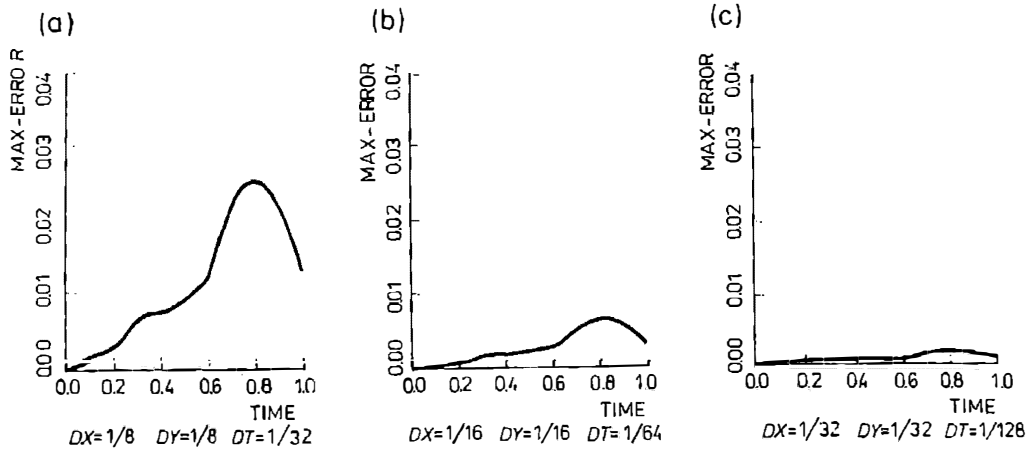 (a)
MAX-ERROR
0.04
0.03
0.02
0.01
0.00
0.0 0.2 0.4 0.6 0.8 1.0
TIME
DX=1/8 DY=1/8 DT=1/32
(b)
MAX-ERROR
0.04
0.03
0.02
0.01
0.00
0.0 0.2 0.4 0.6 0.8 1.0
TIME
DX=1/16 DY=1/16 DT=1/64
(c)
MAX-ERROR
0.04
0.03
0.02
0.01
0.00
0.0 0.2 0.4 0.6 0.8 1.0
TIME
DX=1/32 DY=1/32 DT=1/128